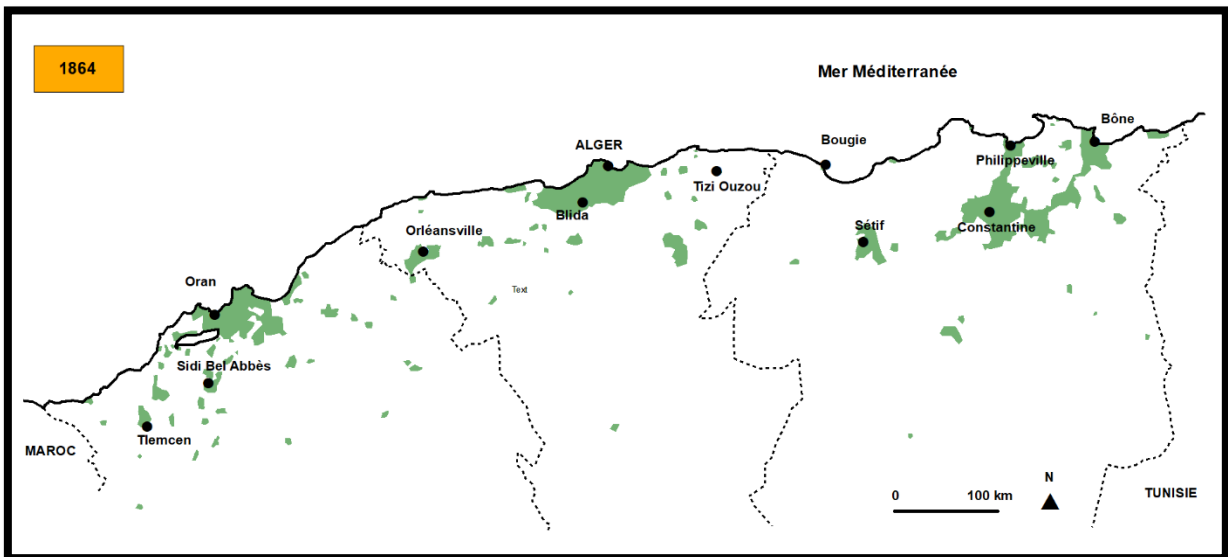 1864
Mer Méditerranée
Bône
Bougie
ALGER
Philippeville
Tizi Ouzou
Blida
Constantine
Sétif
Orléansville
Oran
Text
Sidi Bel Abbès
Tlemcen
MAROC
N
0 100 km
TUNISIE